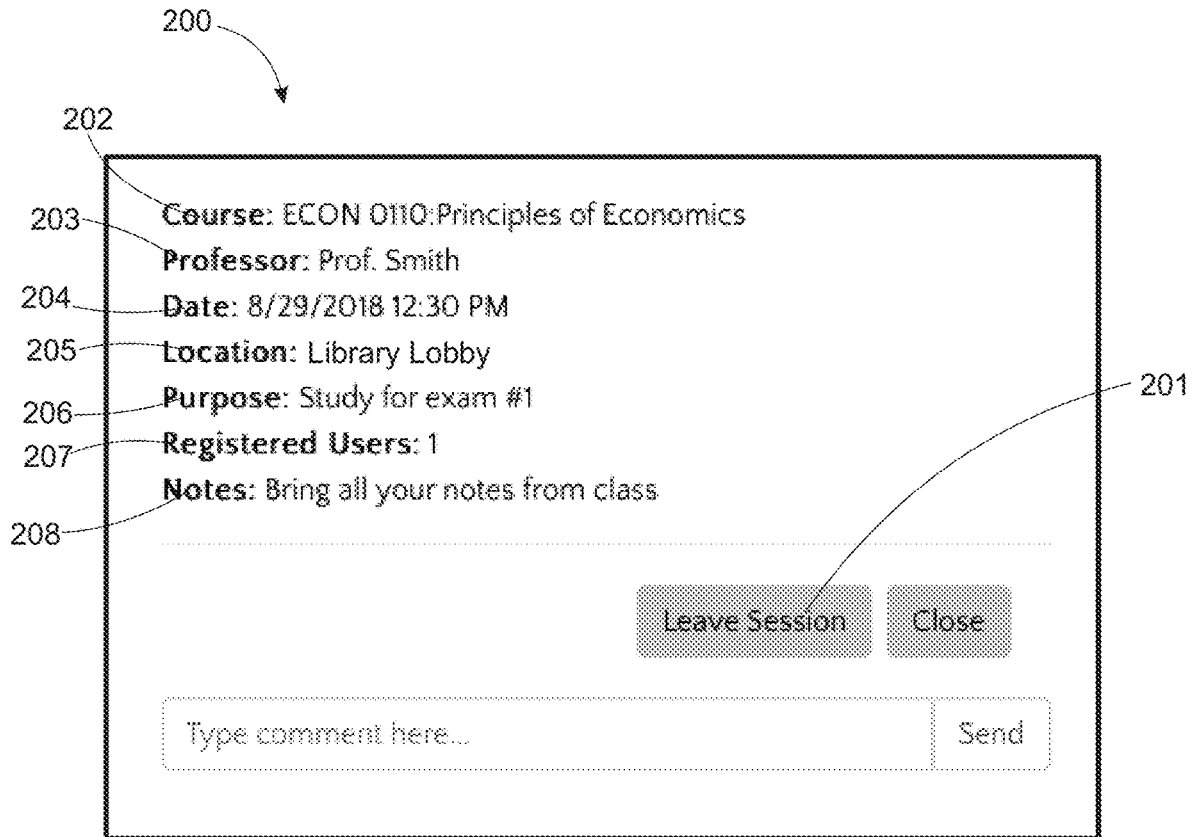 200
202
Course: ECON 0110:Principles of Economics
203
Professor: Prof. Smith
204
Date: 8/29/2018 12:30 PM
205
Location: Library Lobby
206
Purpose: Study for exam #1
201
207
Registered Users: 1
Notes: Bring all your notes from class
208
Leave Session Close
Type comment here... Send